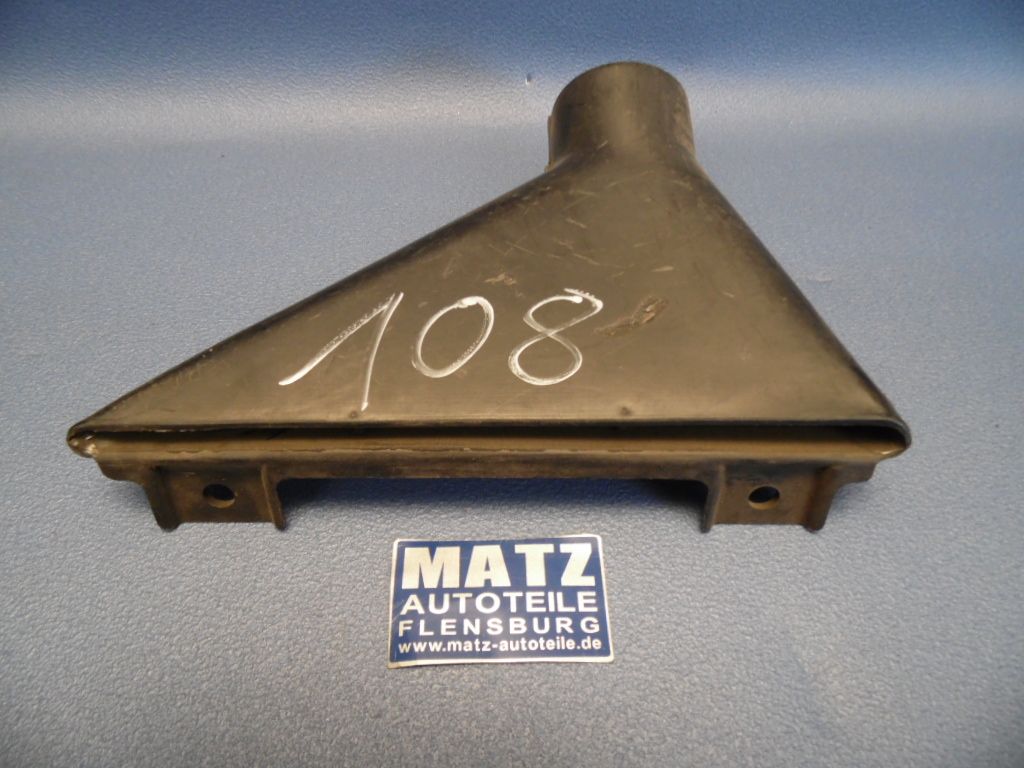 108
MATZ
AUTOTEILE
FLENSBURG
www.matz-autoteile.de